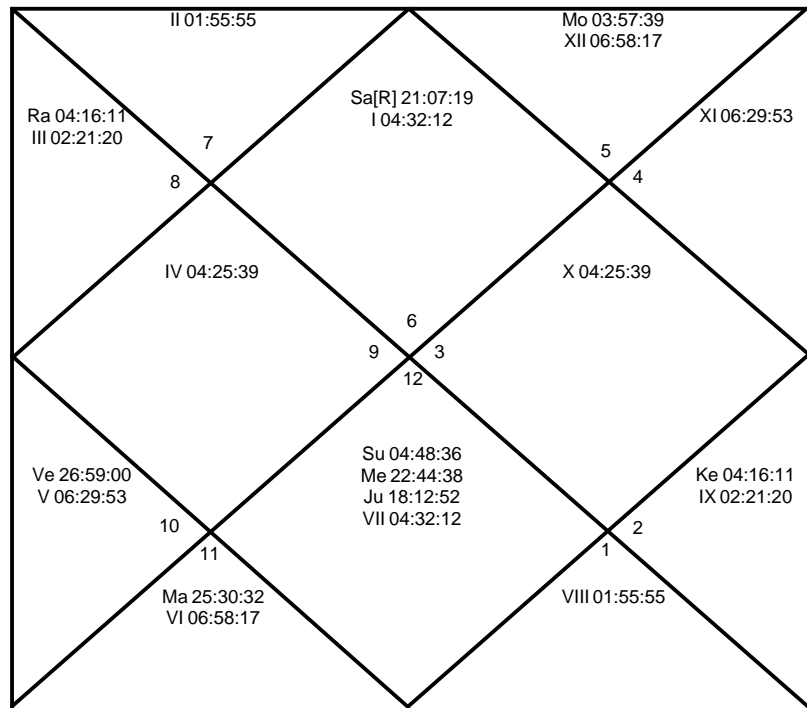 II 01:55:55
Mo 03:57:39
XII 06:58:17
Sa[R] 21:07:19
I 04:32:12
Ra 04:16:11
III 02:21:20
XI 06:29:53
7
5
8
4
IV 04:25:39
X 04:25:39
6
9
3
12
Su 04:48:36
Me 22:44:38
Ju 18:12:52
VII 04:32:12
Ve 26:59:00
V 06:29:53
Ke 04:16:11
IX 02:21:20
10
2
11
1
Ma 25:30:32
VI 06:58:17
VIII 01:55:55